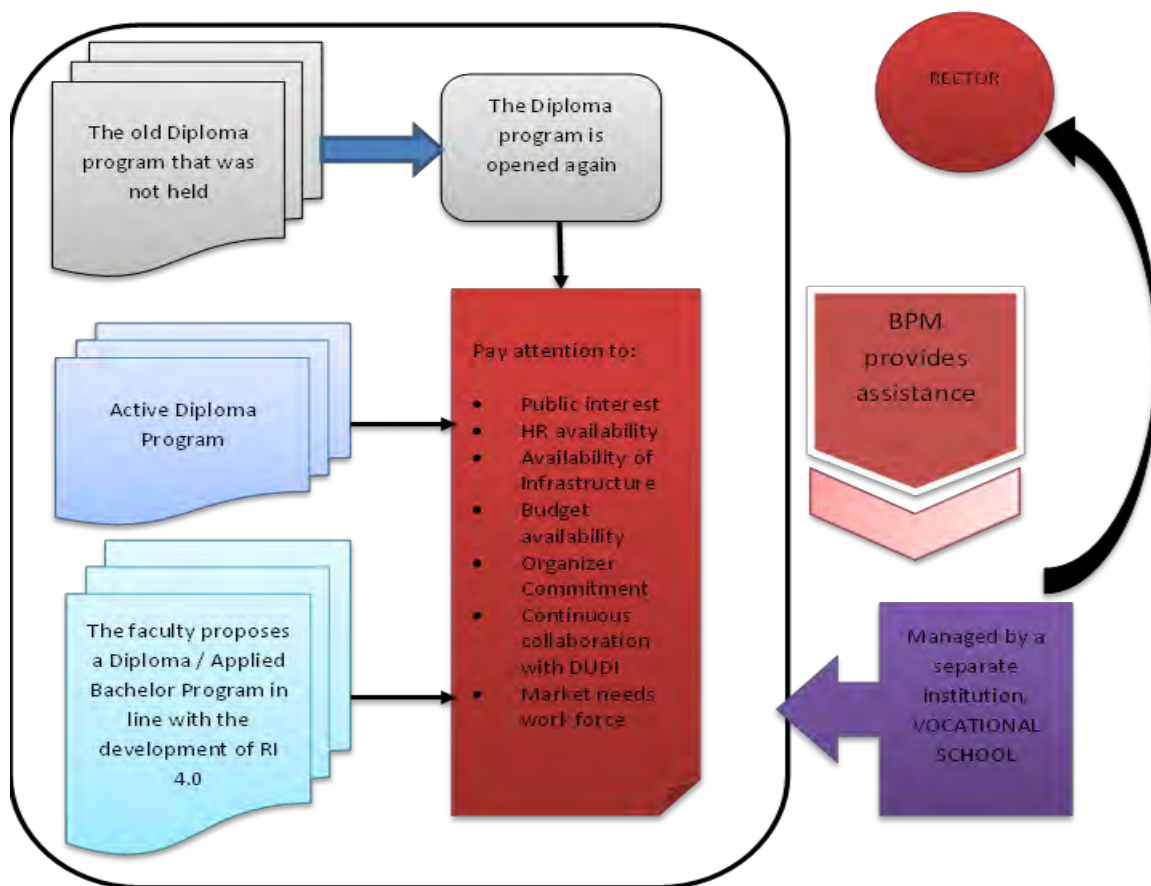 The old Diploma
program that was
not held
The Diploma
program is
opened again
RECTOR
Active Diploma
Program
Pay attention to:
• Public interest
• HR availability
• Availability of
Infrastructure
• Budget
availability
• Organizer
Commitment
• Continuous
collaboration
with DUDI
• Market needs
work force
BPM
provides
assistance
The faculty proposes
a Diploma / Applied
Bachelor Program in
line with the
development of RI
4.0
Managed by a
separate
institution,
VOCATIONAL
SCHOOL